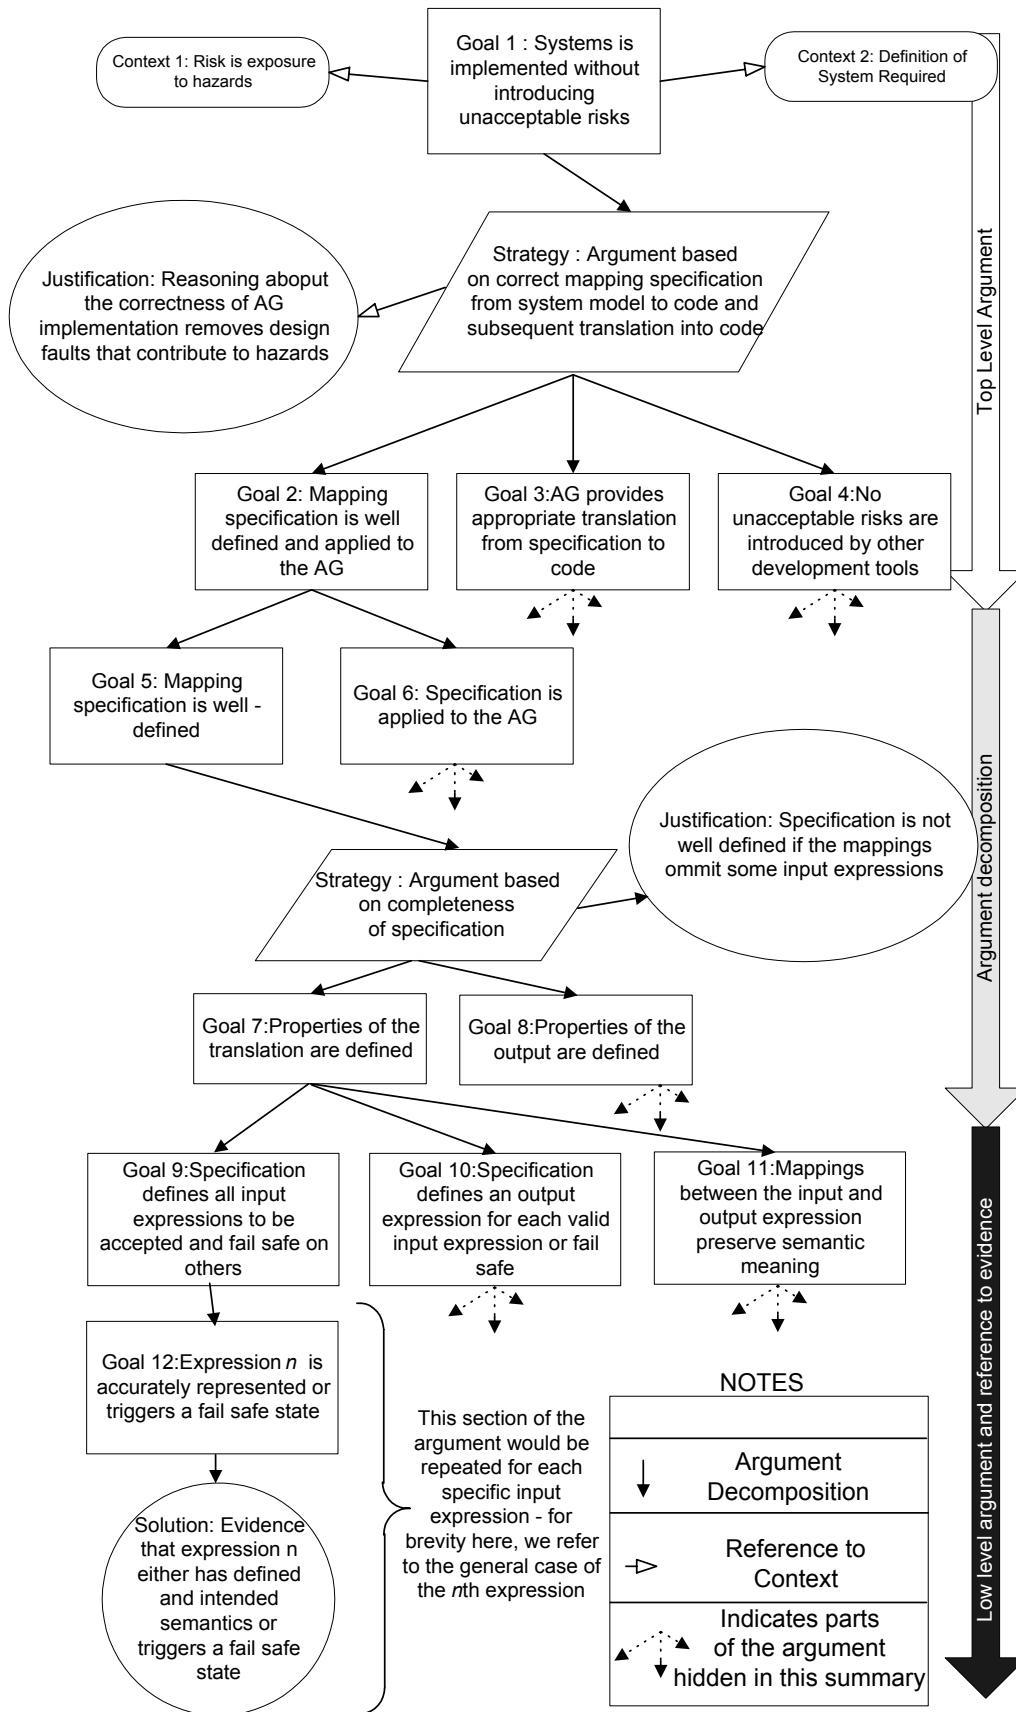 Goal 1 : Systems is
implemented without
introducing
unacceptable risks
Context 1: Risk is exposure
to hazards
Context 2: Definition of
System Required
Strategy : Argument based
on correct mapping specification
from system model to code and
subsequent translation into code
Justification: Reasoning aboput
the correctness of AG
implementation removes design
faults that contribute to hazards
Top Level Argument
Goal 2: Mapping
specification is well
defined and applied to
the AG
Goal 3:AG provides
appropriate translation
from specification to
code
Goal 4:No
unacceptable risks are
introduced by other
development tools
Goal 5: Mapping
specification is well -
defined
Goal 6: Specification is
applied to the AG
Justification: Specification is not
well defined if the mappings
ommit some input expressions
Strategy : Argument based
on completeness
of specification
Argument decomposition
Goal 7:Properties of the
translation are defined
Goal 8:Properties of the
output are defined
Goal 9:Specification
defines all input
expressions to be
accepted and fail safe on
others
Goal 10:Specification
defines an output
expression for each valid
input expression or fail
safe
Goal 11:Mappings
between the input and
output expression
preserve semantic
meaning
Goal 12:Expression n is
accurately represented or
triggers a fail safe state
Solution: Evidence
that expression n
either has defined
and intended
semantics or
triggers a fail safe
state
This section of the
argument would be
repeated for each
specific input
expression - for
brevity here, we refer
to the general case of
the nth expression
NOTES
Argument
Decomposition
Reference to
Context
Indicates parts
of the argument
hidden in this summary
Low level argument and reference to evidence